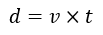 d = v × t